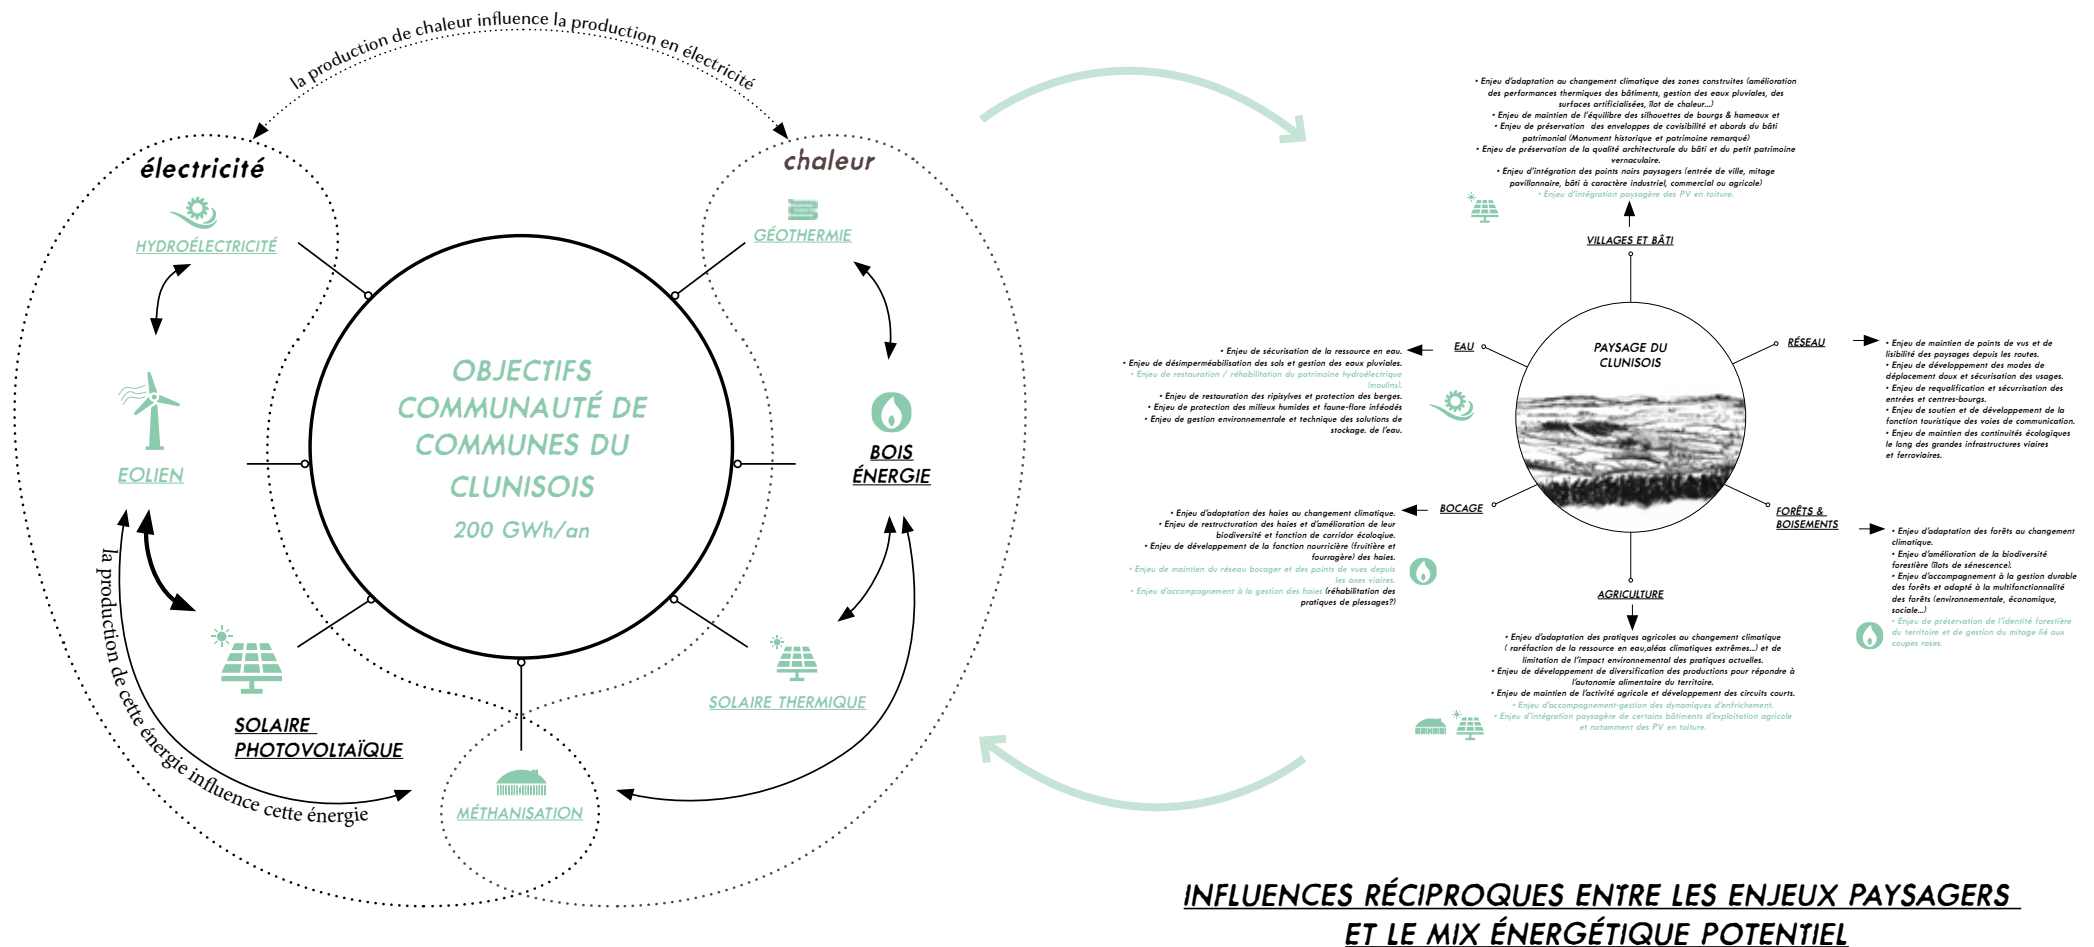 la production de chaleur influence la production en électricité
électricité
HYDROÉLECTRICITÉ
EOLIEN
SOLAIRE
PHOTOVOLTAÏQUE
la production de cette énergie influence cette énergie
OBJECTIFS
COMMUNAUTÉ DE
COMMUNES DU
CLUNISOIS
200 GWh/an
MÉTHANISATION
chaleur
GÉOTHERMIE
BOIS
ÉNERGIE
SOLAIRE THERMIQUE
• Enjeu d'adaptation au changement climatique des zones construites (amélioration
des performances thermiques des bâtiments, gestion des eaux pluviales, des
surfaces artificialisées, îlot de chaleur...)
• Enjeu de maintien de l'équilibre des silhouettes de bourgs & hameaux et
• Enjeu de préservation des enveloppes de covisibilité et abords du bâti
patrimonial (Monument historique et patrimoine remarqué)
• Enjeu de préservation de la qualité architecturale du bâti et du petit patrimoine
vernaculaire.
• Enjeu d'intégration des points noirs paysagers (entrée de ville, mitage
pavillonnaire, bâti à caractère industriel, commercial ou agricole)
• Enjeu d'intégration paysagère des PV en toiture.
VILLAGES ET BÂTI
PAYSAGE DU
CLUNISOIS
EAU
• Enjeu de sécurisation de la ressource en eau.
• Enjeu de désimperméabilisation des sols et gestion des eaux pluviales.
• Enjeu de restauration / réhabilitation du patrimoine hydroélectrique
(moulins).
• Enjeu de restauration des ripisylves et protection des berges.
• Enjeu de protection des milieux humides et faune-flore inféodés
• Enjeu de gestion environnementale et technique des solutions de
stockage. de l'eau.
RÉSEAU
• Enjeu de maintien de points de vus et de
lisibilité des paysages depuis les routes.
• Enjeu de développement des modes de
déplacement doux et sécurisation des usages.
• Enjeu de requalification et sécurrisation des
entrées et centres-bourgs.
• Enjeu de soutien et de développement de la
fonction touristique des voies de communication.
• Enjeu de maintien des continuités écologiques
le long des grandes infrastructures viaires
et ferroviaires.
BOCAGE
• Enjeu d'adaptation des haies au changement climatique.
• Enjeu de restructuration des haies et d'amélioration de leur
biodiversité et fonction de corridor écologique.
• Enjeu de développement de la fonction nourricière (fruitière et
fourragère) des haies.
• Enjeu de maintien du réseau bocager et des points de vues depuis
les axes viaires.
• Enjeu d'accompagnement à la gestion des haies (réhabilitation des
pratiques de plessages?)
FORÊTS &
BOISEMENTS
• Enjeu d'adaptation des forêts au changement
climatique.
• Enjeu d'amélioration de la biodiversité
forestière (îlots de sénescence).
• Enjeu d'accompagnement à la gestion durable
des forêts et adapté à la multifonctionnalité
des forêts (environnementale, économique,
sociale...)
• Enjeu de préservation de l'identité forestière
du territoire et de gestion du mitage lié aux
coupes rases.
AGRICULTURE
• Enjeu d'adaptation des pratiques agricoles au changement climatique
( raréfaction de la ressource en eau,aléas climatiques extrêmes...) et de
limitation de l'impact environnemental des pratiques actuelles.
• Enjeu de développement de diversification des productions pour répondre à
l'autonomie alimentaire du territoire.
• Enjeu de maintien de l'activité agricole et développement des circuits courts.
• Enjeu d'accompagnement-gestion des dynamiques d'enfrichement.
• Enjeu d'intégration paysagère de certains bâtiments d'exploitation agricole
et notamment des PV en toiture.
INFLUENCES RÉCIPROQUES ENTRE LES ENJEUX PAYSAGERS
ET LE MIX ÉNERGÉTIQUE POTENTIEL